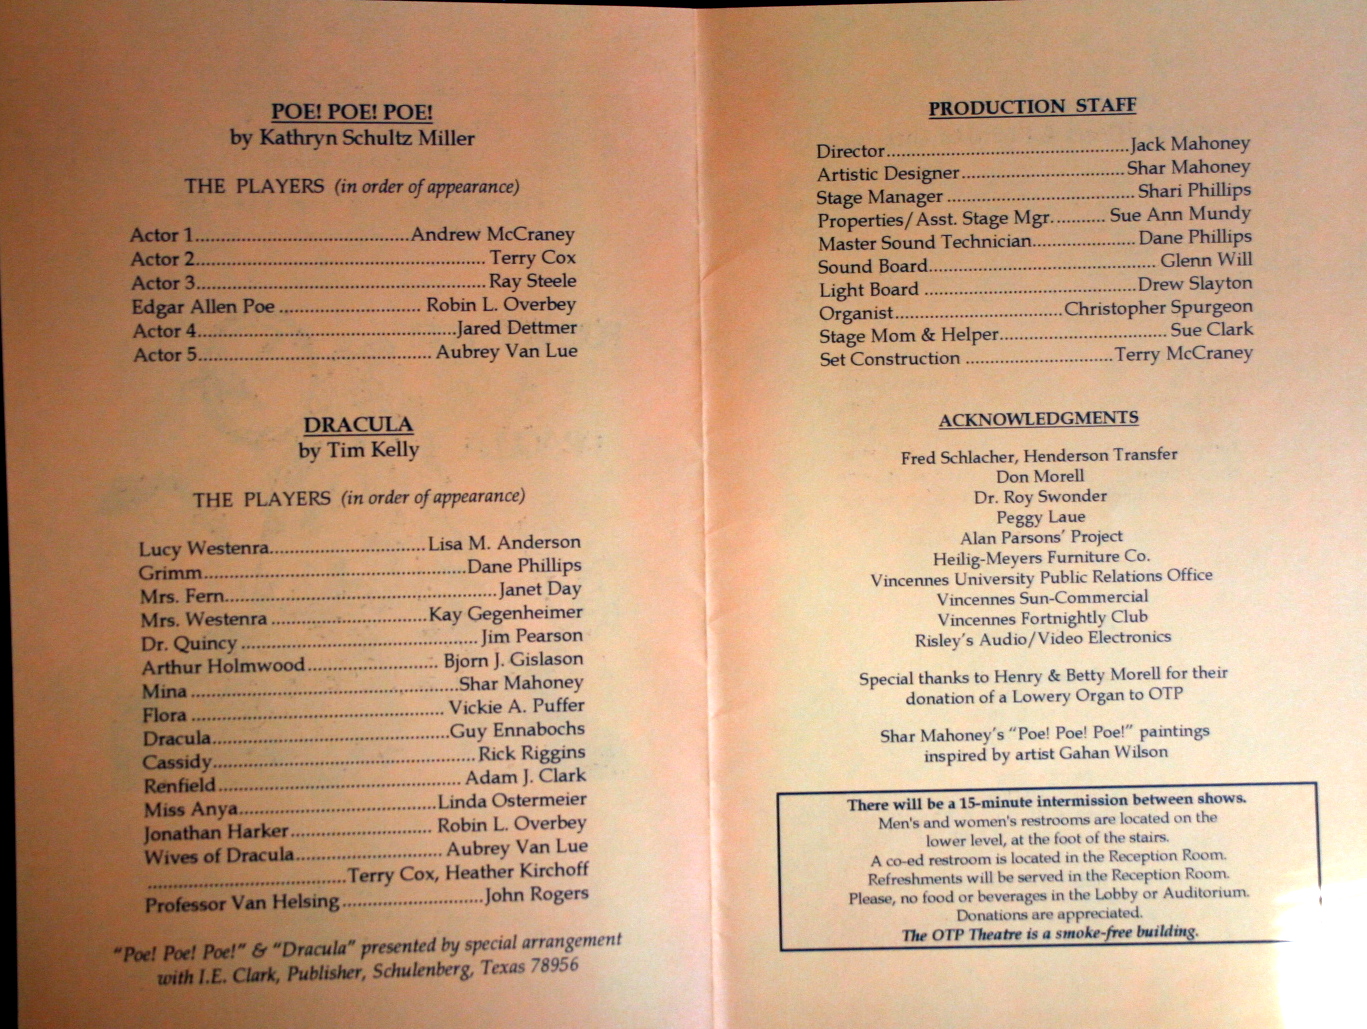 POE! POE! POE!
by Kathryn Schultz Miller
THE PLAYERS (in order of appearance)
Actor 1........................................Andrew McCraney
Actor 2...................................................... Terry Cox
Actor 3..................................................... Ray Steele
Edgar Allen Poe .......................... Robin L. Overbey
Actor 4................................................Jared Dettmer
Actor 5........................................... Aubrey Van Lue
DRACULA
by Tim Kelly
THE PLAYERS (in order of appearance)
Lucy Westenra.............................Lisa M. Anderson
Grimm.................................................Dane Phillips
Mrs. Fern....................................................Janet Day
Mrs. Westenra .............................Kay Gegenheimer
Dr. Quincy ............................................ Jim Pearson
Arthur Holmwood........................ Bjorn J. Gislason
Mina ..................................................Shar Mahoney
Flora ............................................... Vickie A. Puffer
Dracula............................................Guy Ennabochs
Cassidy.................................................Rick Riggins
Renfield.............................................. Adam J. Clark
Miss Anya.....................................Linda Ostermeier
Jonathan Harker.......................... Robin L. Overbey
Wives of Dracula........................... Aubrey Van Lue
.....................................Terry Cox, Heather Kirchoff
Professor Van Helsing..........................John Rogers
"Poe! Poe! Poe!" & "Dracula" presented by special arrangement
with I.E. Clark, Publisher, Schulenberg, Texas 78956
PRODUCTION STAFF
Director..............................................Jack Mahoney
Artistic Designer...............................Shar Mahoney
Stage Manager .................................... Shari Phillips
Properties/Asst. Stage Mgr........... Sue Ann Mundy
Master Sound Technician.................... Dane Phillips
Sound Board........................................... Glenn Will
Light Board ........................................Drew Slayton
Organist................................Christopher Spurgeon
Stage Mom & Helper................................ Sue Clark
Set Construction ............................Terry McCraney
ACKNOWLEDGMENTS
Fred Schlacher, Henderson Transfer
Don Morell
Dr. Roy Swonder
Peggy Laue
Alan Parsons' Project
Heilig-Meyers Furniture Co.
Vincennes University Public Relations Office
Vincennes Sun-Commercial
Vincennes Fortnightly Club
Risley's Audio/Video Electronics
Special thanks to Henry & Betty Morell for their
donation of a Lowery Organ to OTP
Shar Mahoney's "Poe! Poe! Poe!" paintings
inspired by artist Gahan Wilson
There will be a 15-minute intermission between shows.
Men's and women's restrooms are located on the
lower level, at the foot of the stairs.
A co-ed restroom is located in the Reception Room.
Refreshments will be served in the Reception Room.
Please, no food or beverages in the Lobby or Auditorium.
Donations are appreciated.
The OTP Theatre is a smoke-free building.